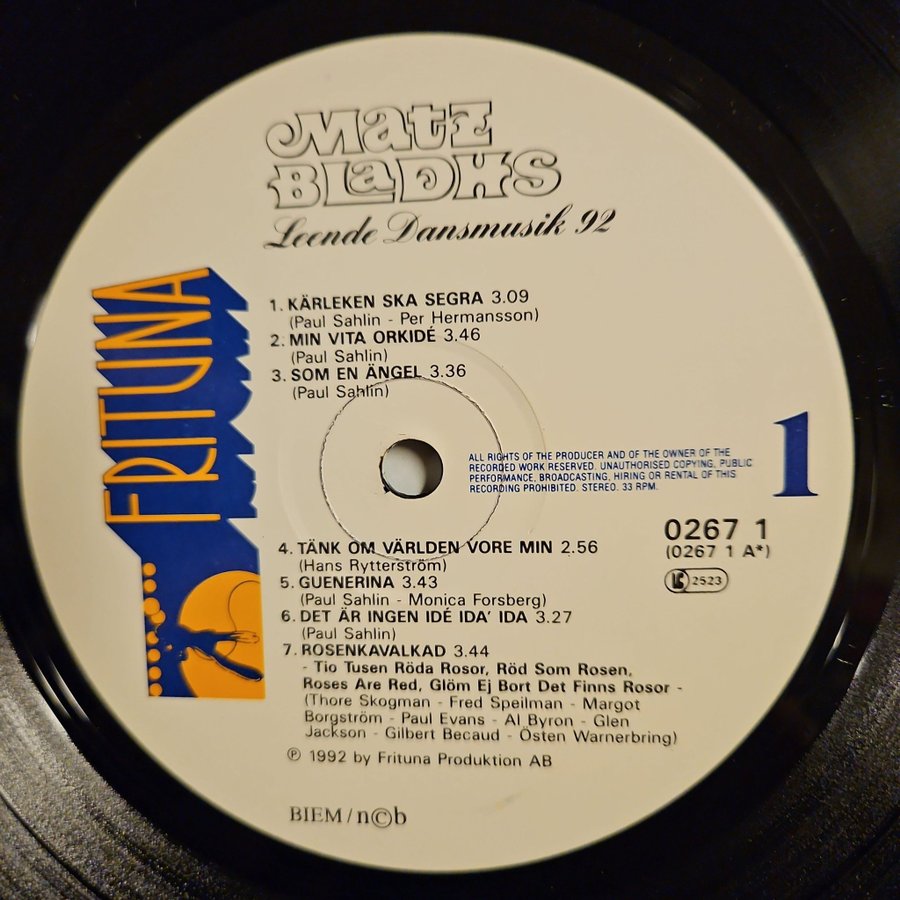 Matz
Bladhs
Leende Dansmusik 92
FRITUNA
1. KÄRLEKEN SKA SEGRA 3.09
(Paul Sahlin - Per Hermansson)
2. MIN VITA ORKIDÉ 3.46
(Paul Sahlin)
3. SOM EN ÄNGEL 3.36
(Paul Sahlin)
ALL RIGHTS OF THE PRODUCER AND OF THE OWNER OF THE
RECORDED WORK RESERVED. UNAUTHORISED COPYING, PUBLIC
PERFORMANCE, BROADCASTING, HIRING OR RENTAL OF THIS
RECORDING PROHIBITED. STEREO. 33 RPM.
1
0267 1
(0267 1 A*)
LC 2523
4. TÄNK OM VÄRLDEN VORE MIN 2.56
(Hans Rytterström)
5. GUENERINA 3.43
(Paul Sahlin - Monica Forsberg)
6. DET ÄR INGEN IDÉ IDA' IDA 3.27
(Paul Sahlin)
7. ROSENKAVALKAD 3.44
- Tio Tusen Röda Rosor, Röd Som Rosen,
Roses Are Red, Glöm Ej Bort Det Finns Rosor -
(Thore Skogman - Fred Speilman - Margot
Borgström - Paul Evans - Al Byron - Glen
Jackson - Gilbert Becaud - Östen Warnerbring)
℗ 1992 by Frituna Produktion AB
BIEM / n©b